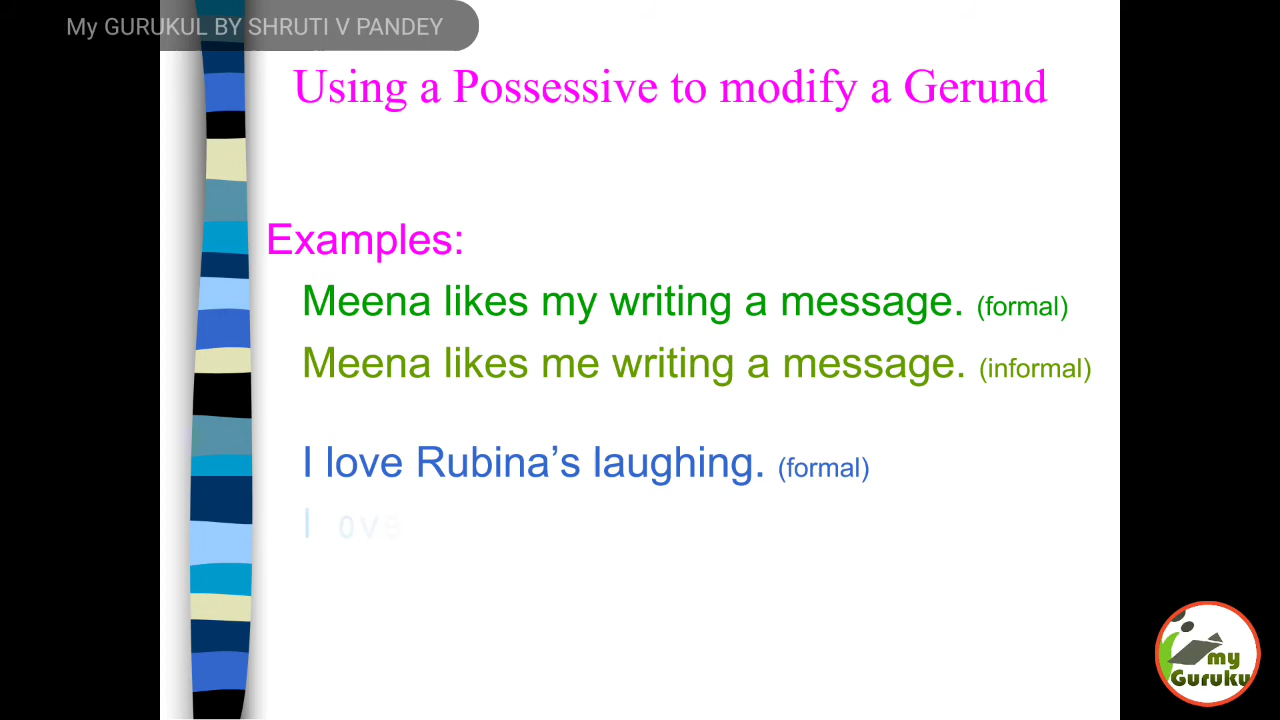 My GURUKUL BY SHRUTI V PANDEY
Using a Possessive to modify a Gerund
Examples:
Meena likes my writing a message. (formal)
Meena likes me writing a message. (informal)
I love Rubina’s laughing. (formal)
I
my
Guruku